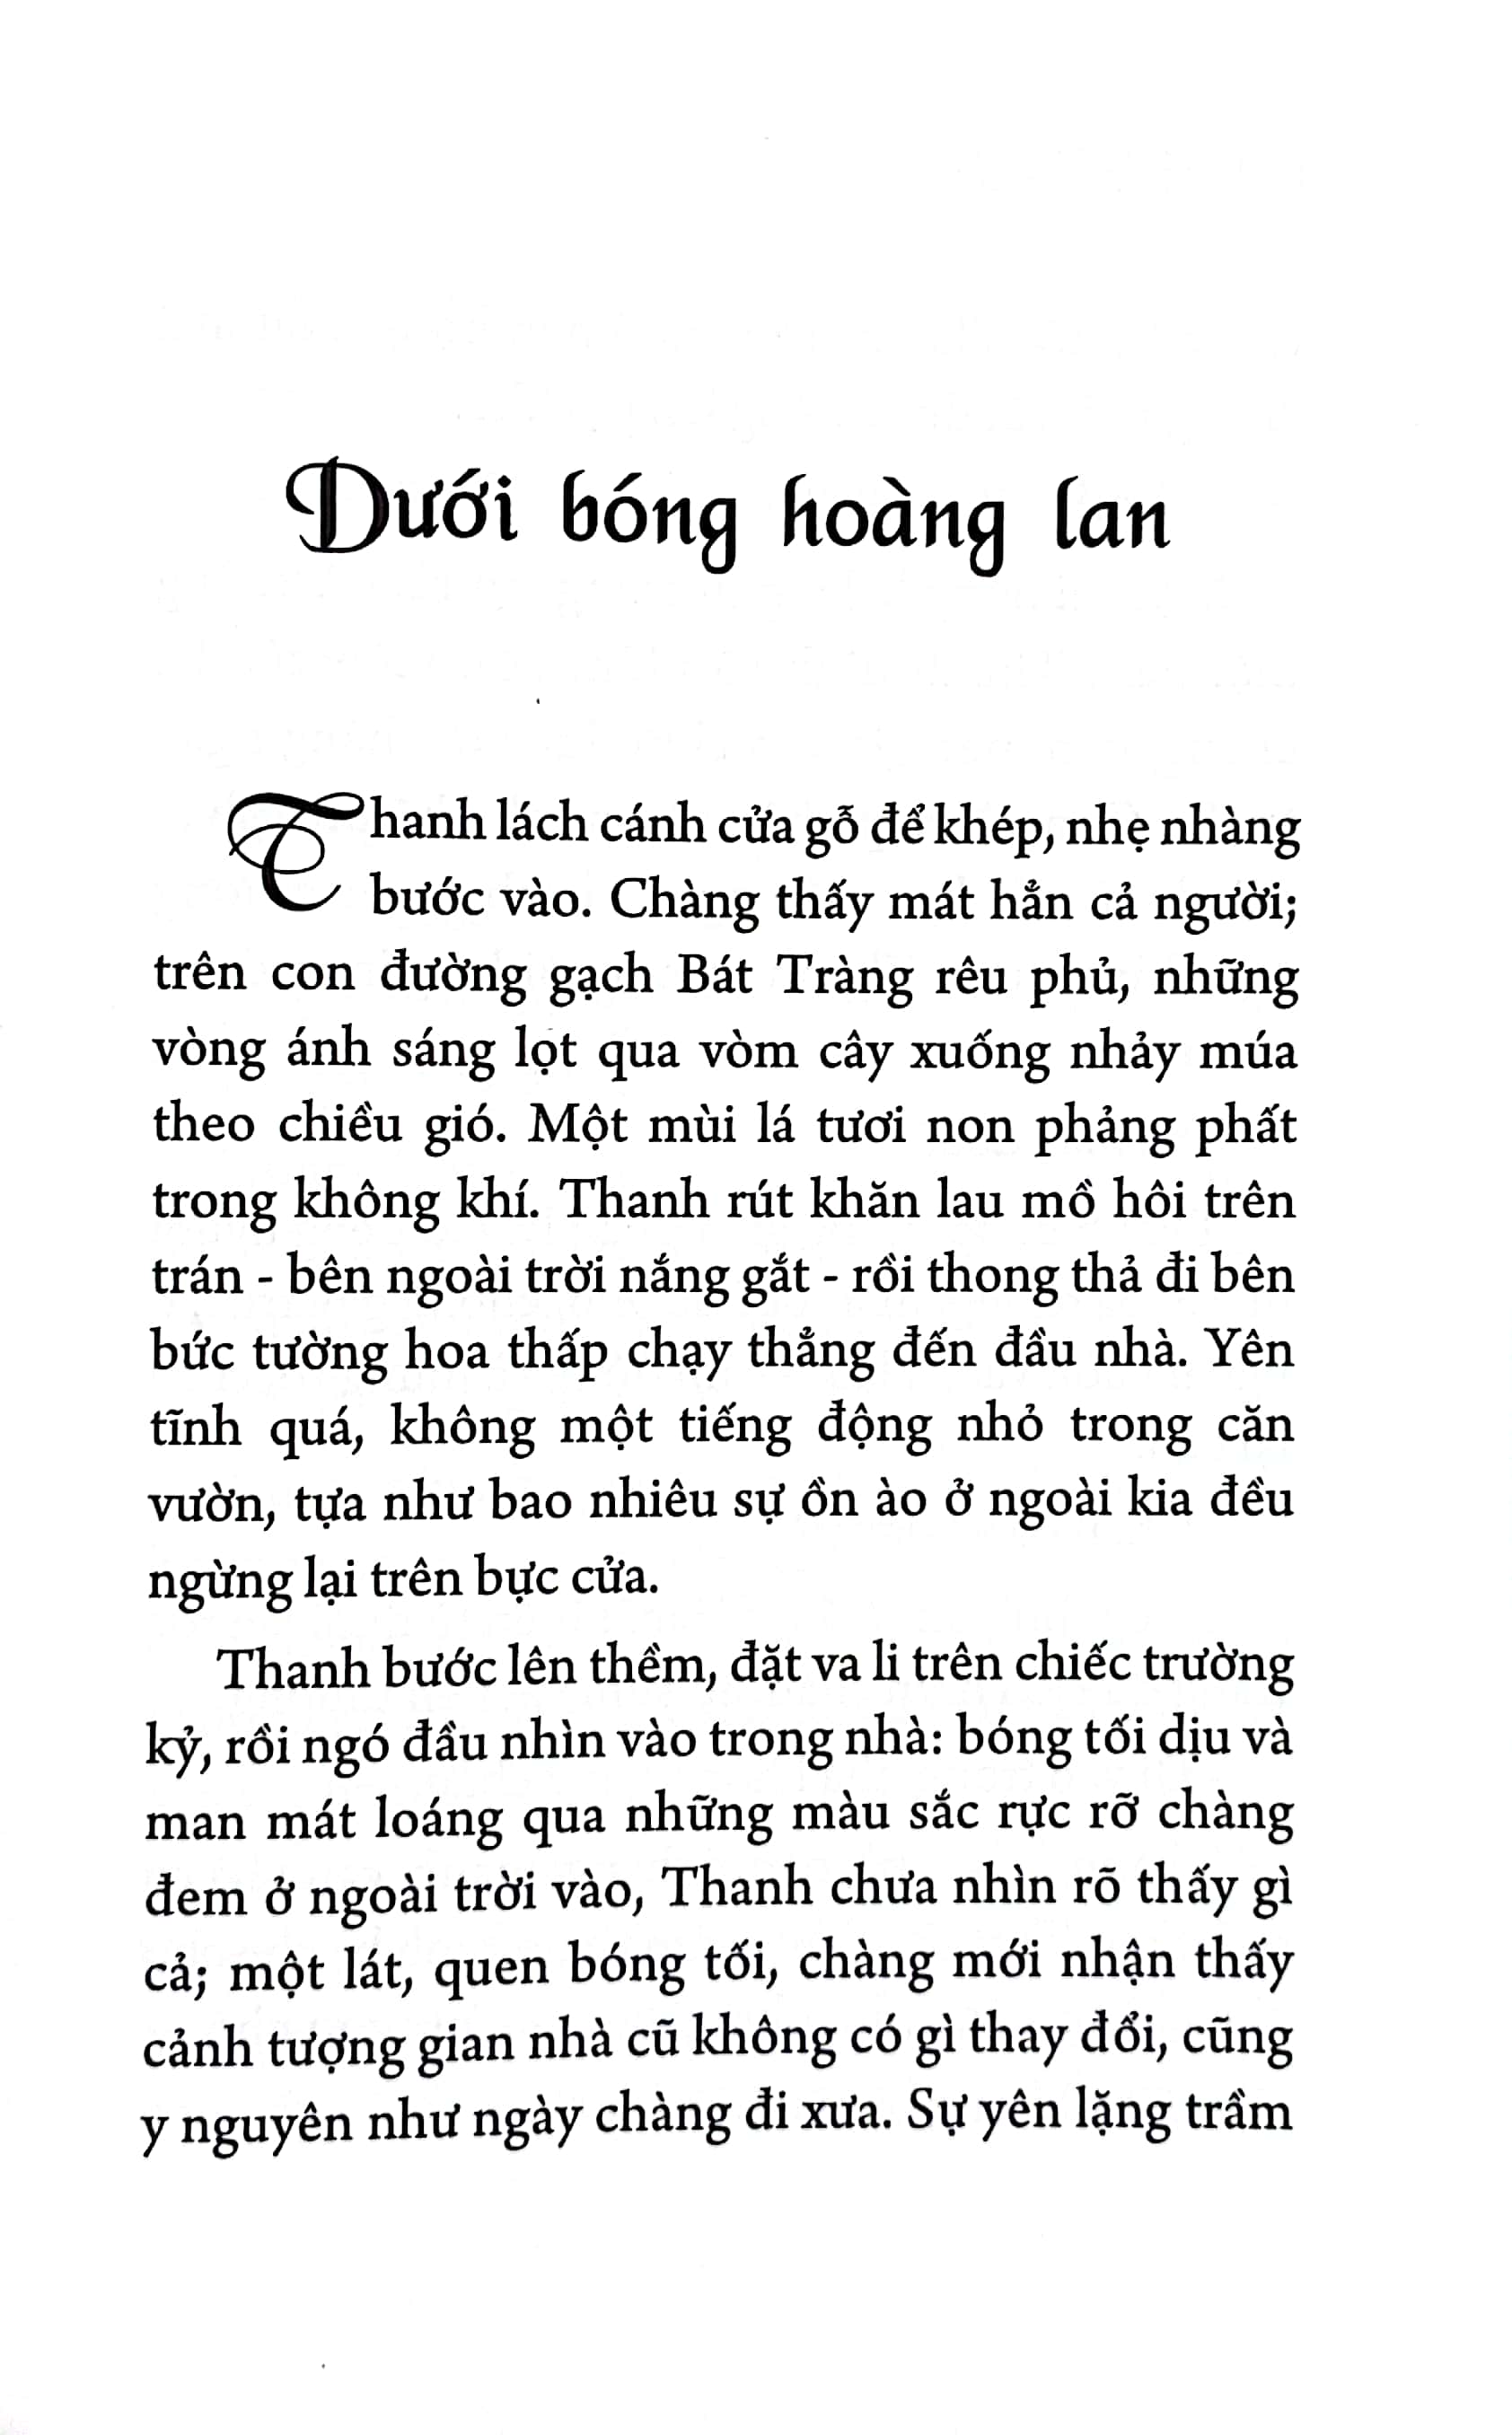 Dưới bóng hoàng lan
Thanh lách cánh cửa gỗ để khép, nhẹ nhàng
bước vào. Chàng thấy mát hẳn cả người;
trên con đường gạch Bát Tràng rêu phủ, những
vòng ánh sáng lọt qua vòm cây xuống nhảy múa
theo chiều gió. Một mùi lá tươi non phảng phất
trong không khí. Thanh rút khăn lau mồ hôi trên
trán - bên ngoài trời nắng gắt - rồi thong thả đi bên
bức tường hoa thấp chạy thẳng đến đầu nhà. Yên
tĩnh quá, không một tiếng động nhỏ trong căn
vườn, tựa như bao nhiêu sự ồn ào ở ngoài kia đều
ngừng lại trên bực cửa.
Thanh bước lên thềm, đặt va li trên chiếc trường
kỷ, rồi ngó đầu nhìn vào trong nhà: bóng tối dịu và
man mát loáng qua những màu sắc rực rỡ chàng
đem ở ngoài trời vào, Thanh chưa nhìn rõ thấy gì
cả; một lát, quen bóng tối, chàng mới nhận thấy
cảnh tượng gian nhà cũ không có gì thay đổi, cũng
y nguyên như ngày chàng đi xưa. Sự yên lặng trầm